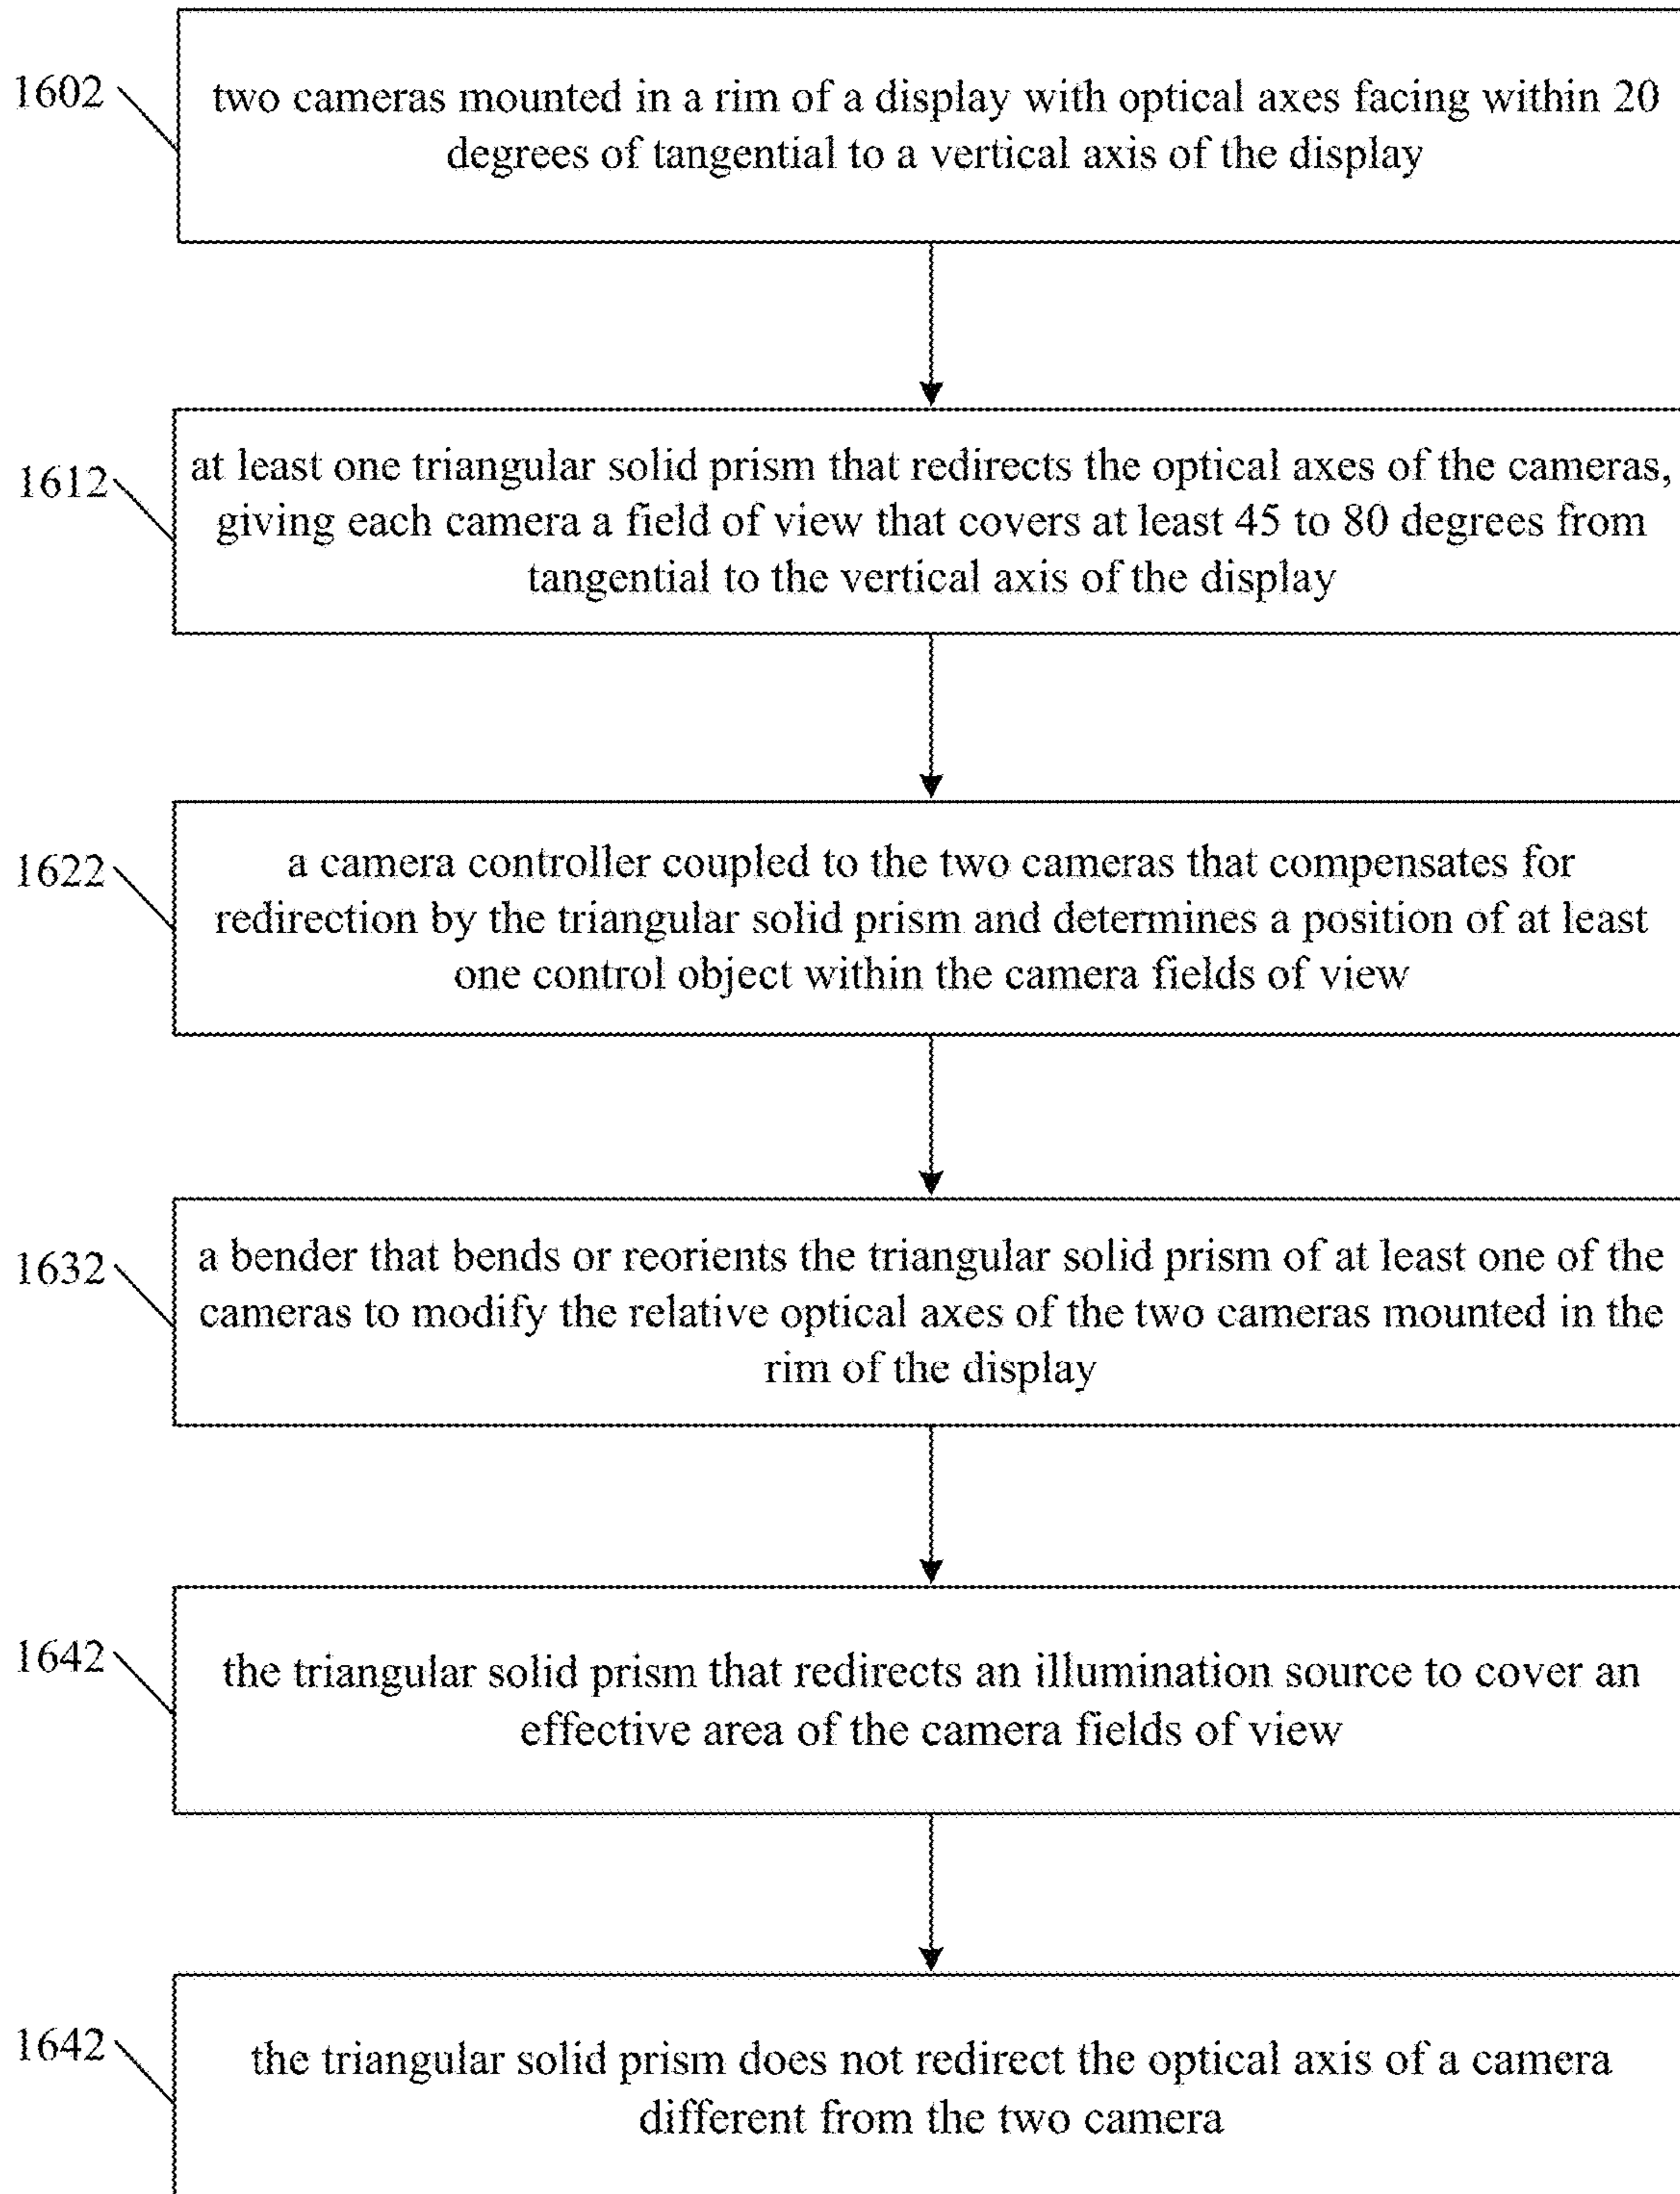 1602
two cameras mounted in a rim of a display with optical axes facing within 20
degrees of tangential to a vertical axis of the display
1612
at least one triangular solid prism that redirects the optical axes of the cameras,
giving each camera a field of view that covers at least 45 to 80 degrees from
tangential to the vertical axis of the display
1622
a camera controller coupled to the two cameras that compensates for
redirection by the triangular solid prism and determines a position of at least
one control object within the camera fields of view
1632
a bender that bends or reorients the triangular solid prism of at least one of the
cameras to modify the relative optical axes of the two cameras mounted in the
rim of the display
1642
the triangular solid prism that redirects an illumination source to cover an
effective area of the camera fields of view
1642
the triangular solid prism does not redirect the optical axis of a camera
different from the two camera